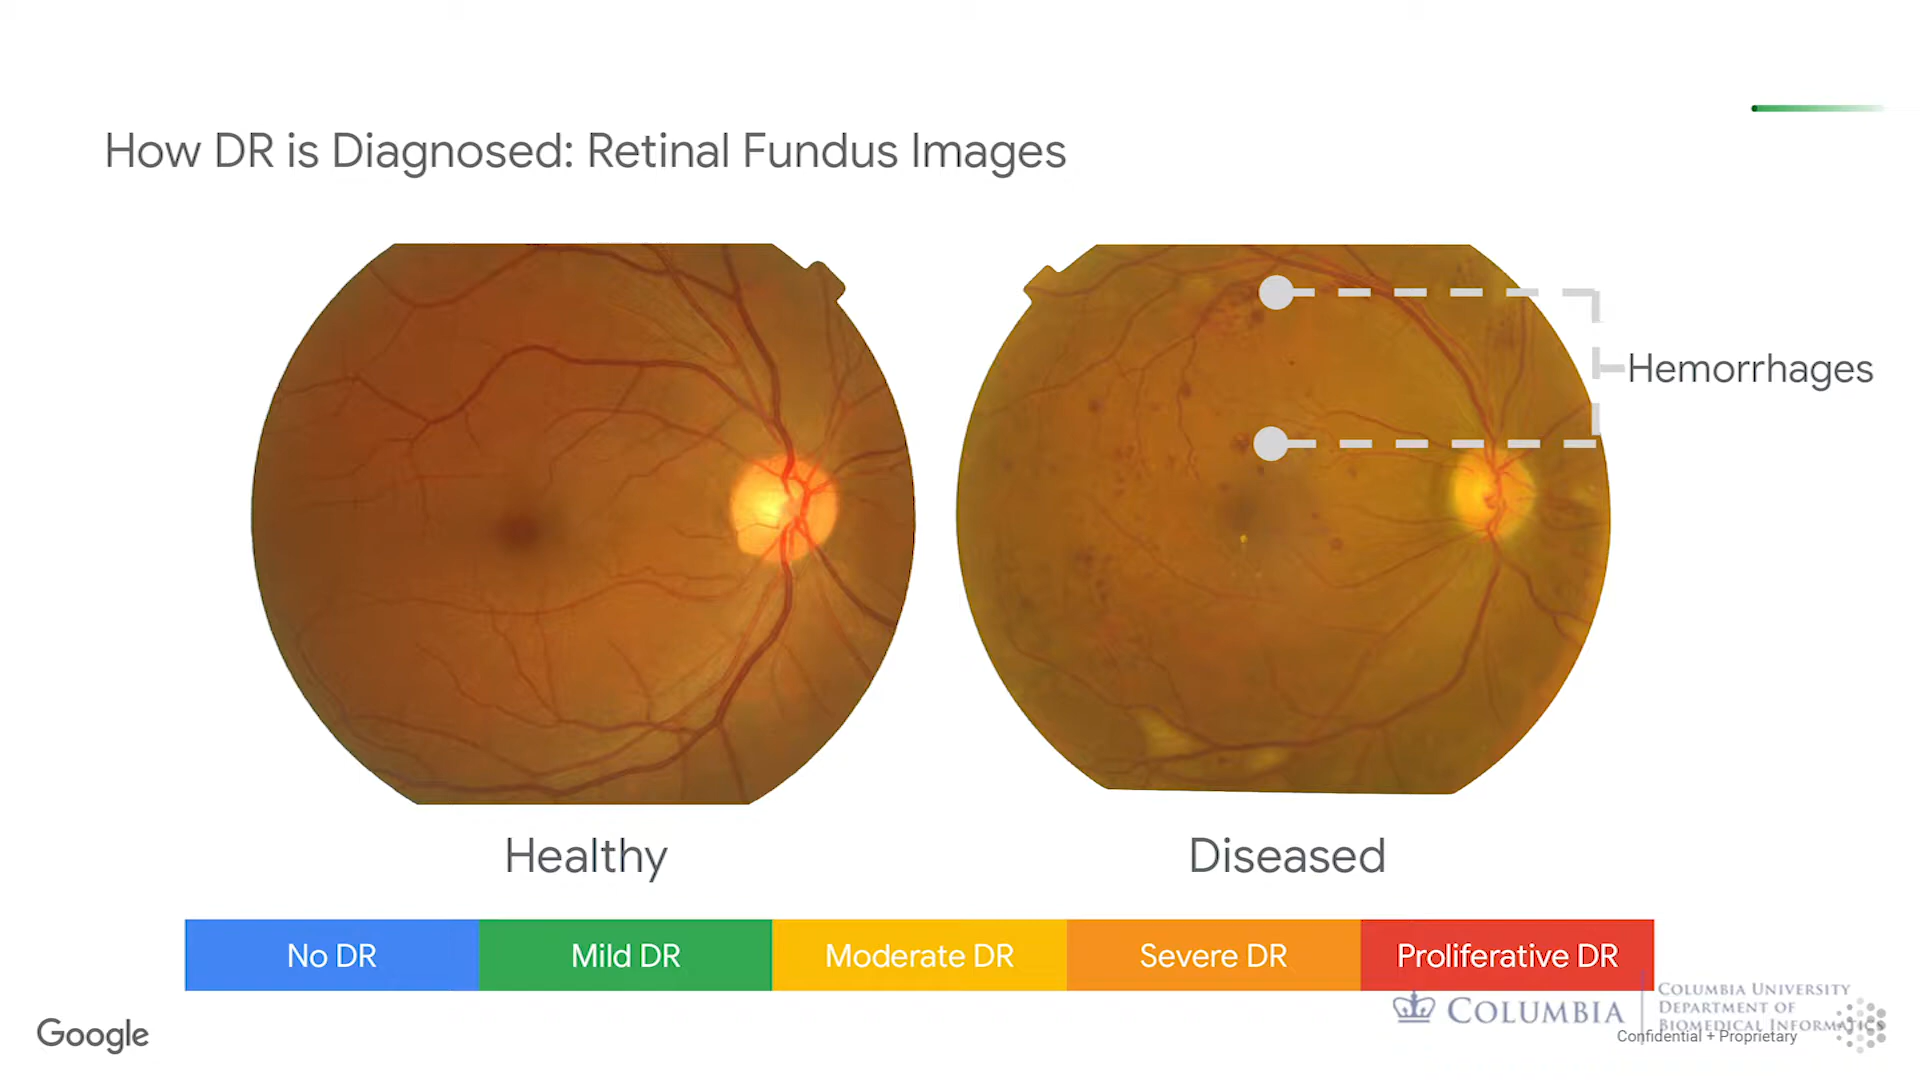 How DR is Diagnosed: Retinal Fundus Images
Hemorrhages
Healthy
Diseased
No DR
Mild DR
Moderate DR
Severe DR
Proliferative DR
Google
COLUMBIA
COLUMBIA UNIVERSITY
DEPARTMENT OF
BIOMEDICAL INFORMATICS
Confidential + Proprietary